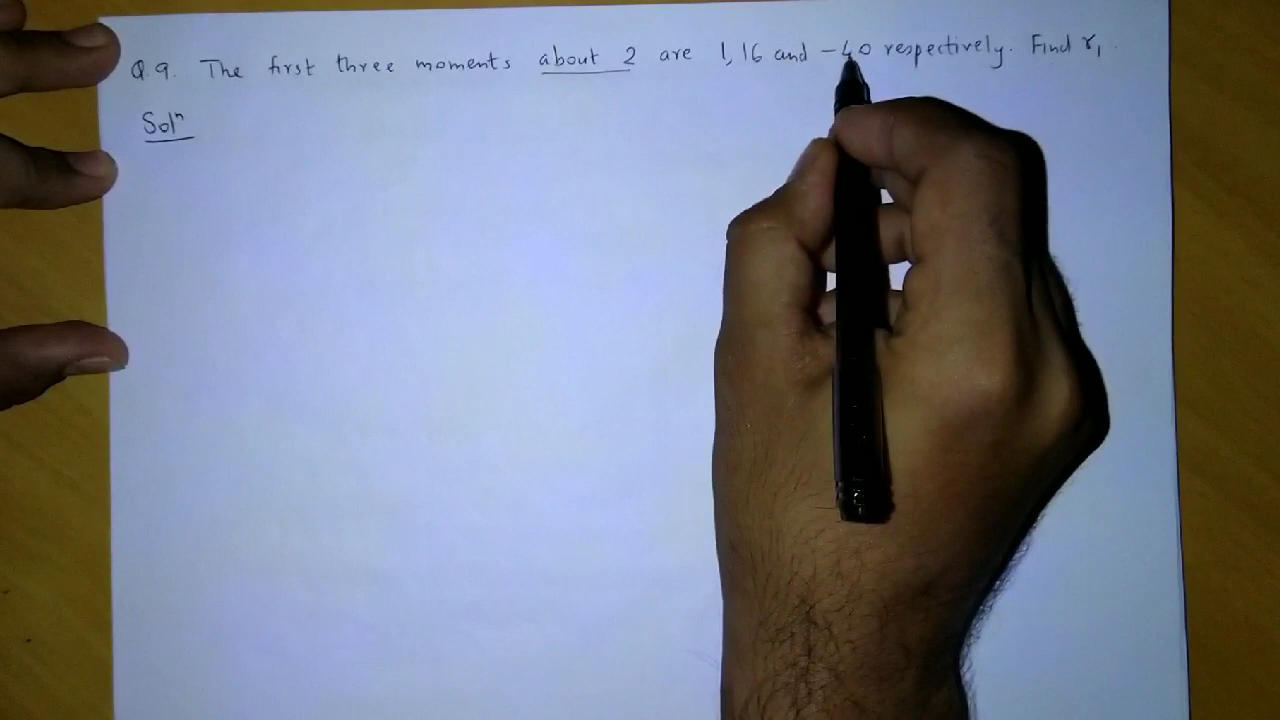 Q.9. The first three moments about 2 are 1, 16 and -40 respectively. Find γ₁.
Solⁿ